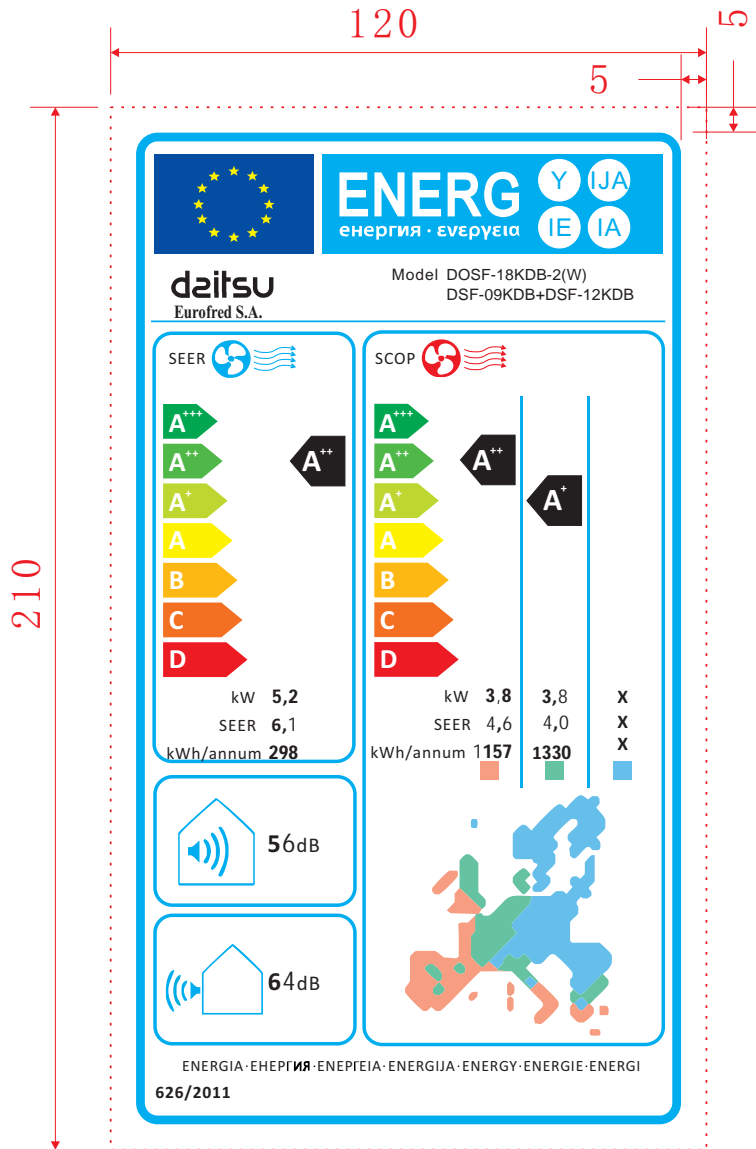 120
5
5
210
ENERG
енергия · ενεργεια
Y IJA
IE IA
daitsu
Eurofred S.A.
Model DOSF-18KDB-2(W)
DSF-09KDB+DSF-12KDB
SEER
A+++
A++
A+
A
B
C
D
A++
kW 5,2
SEER 6,1
kWh/annum 298
SCOP
A+++
A++
A+
A
B
C
D
A++
A+
kW 3,8 3,8 X
SEER 4,6 4,0 X
kWh/annum 1157 1330 X
56dB
64dB
ENERGIA·ЕНЕРГИЯ·ΕΝΕΡΓΕΙΑ·ENERGIJA·ENERGY·ENERGIE·ENERGI
626/2011